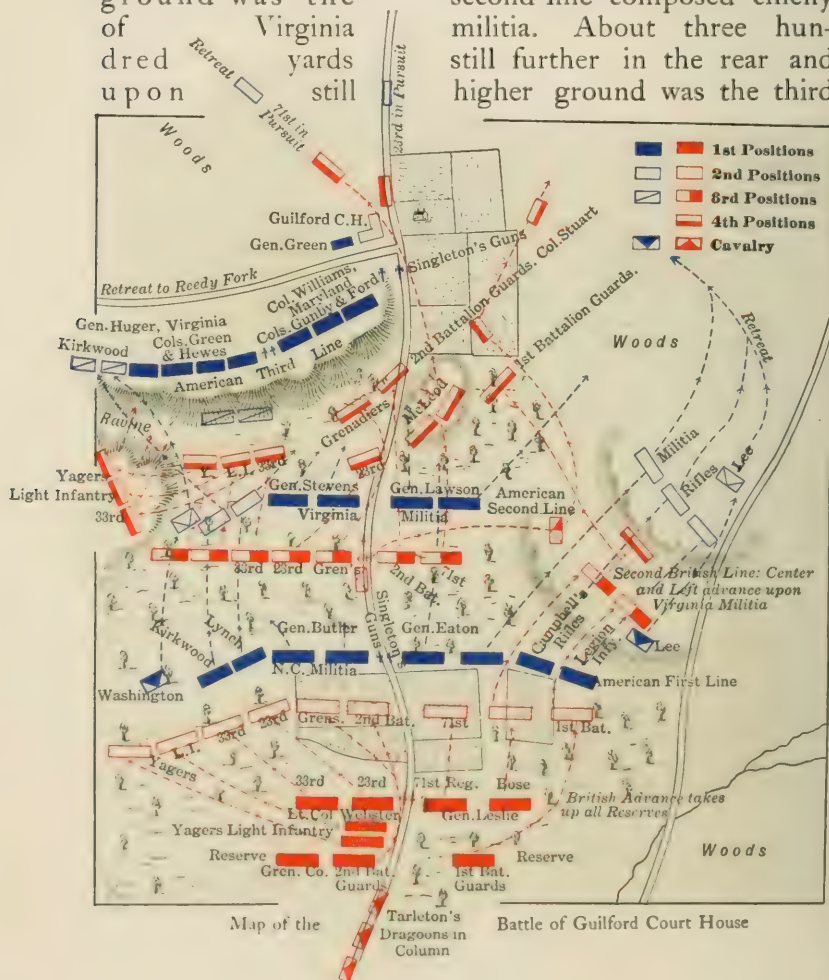 ground was the
of Virginia
dred yards
upon still
second line composed chiefly
militia. About three hun-
still further in the rear and
higher ground was the third
Retreat
71st in
Pursuit
23rd in Pursuit
Woods
1st Positions
2nd Positions
3rd Positions
4th Positions
Cavalry
Guilford C.H.
Gen.Green
Singleton's Guns
Retreat to Reedy Fork
2nd Battalion Guards. Col.Stuart
1st Battalion Guards.
Col. Williams,
Maryland
Cols. Gunby & Ford
Gen.Huger, Virginia
Cols.Green
& Hewes
Kirkwood
American Third Line
Woods
Retreat
Ravine
Grenadiers
McLeod
Yagers
Light Infantry
33rd
Y.
L.I.
33rd
23rd
Gen.Stevens
Virginia
Gen.Lawson
Militia
American
Second Line
Militia
Rifles
Lee
33rd
23rd
Gren's
2nd Bat.
71st
Second British Line: Center
and Left advance upon
Virginia Militia
Kirkwood
Lynch
Gen.Butler
N.C. Militia
Singleton's
Guns
Gen.Eaton
Campbell's
Rifles
Legion
Infy.
Lee
Washington
American First Line
Yagers
L.I.
33rd
23rd
Grens.
2nd Bat.
71st
1st Bat.
33rd
23rd
71st Reg.
Bose
Lt.Col Webster
Gen.Leslie
British Advance takes
up all Reserves
Yagers Light Infantry
Reserve
Gren. Co.
2nd Bat.
Guards
1st Bat.
Guards
Reserve
Woods
Tarleton's
Dragoons in
Column
Map of the Battle of Guilford Court House